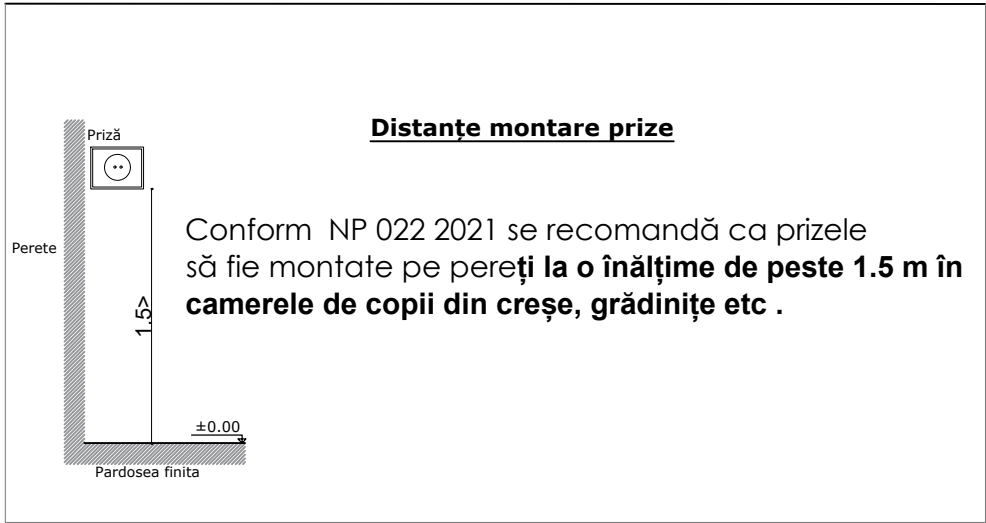 Distanțe montare prize
Priză
Conform NP 022 2021 se recomandă ca prizele
să fie montate pe pereți la o înălțime de peste 1.5 m în
camerele de copii din creșe, grădinițe etc .
Perete
1.5>
±0.00
Pardosea finita